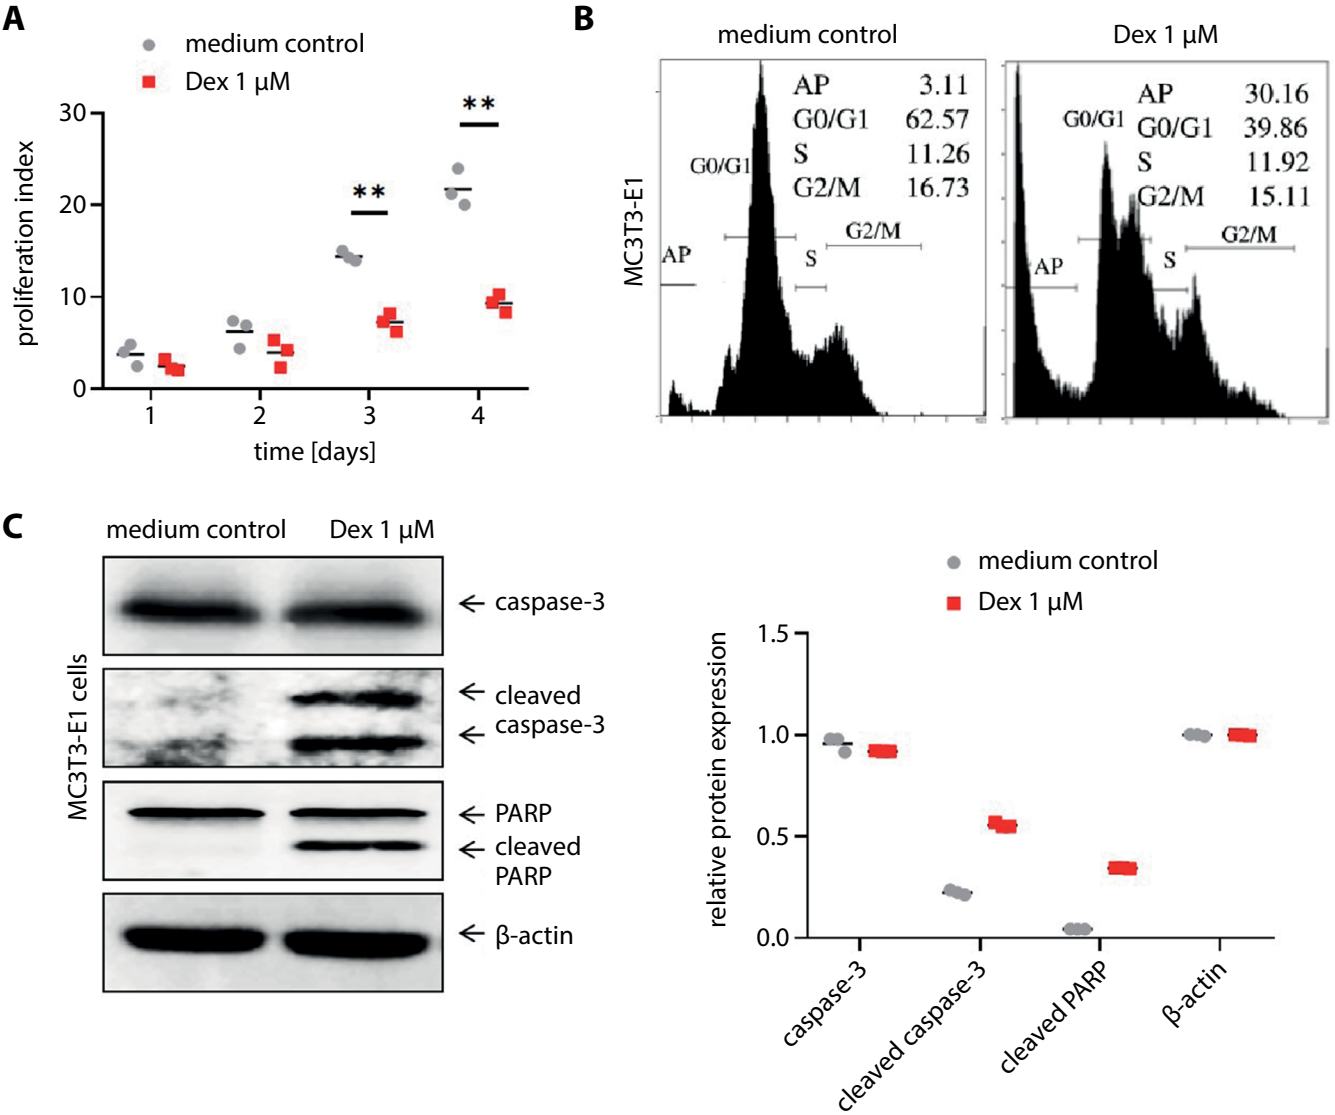 A
medium control
Dex 1 µM
proliferation index
30
20
10
0
**
**
1 2 3 4
time [days]
B
medium control
Dex 1 µM
MC3T3-E1
AP 3.11
G0/G1 62.57
S 11.26
G2/M 16.73
G0/G1
AP
S
G2/M
AP 30.16
G0/G1 39.86
S 11.92
G2/M 15.11
G0/G1
AP
S
G2/M
C
medium control
Dex 1 µM
MC3T3-E1 cells
← caspase-3
← cleaved
← caspase-3
← PARP
← cleaved
PARP
← β-actin
medium control
Dex 1 µM
relative protein expression
1.5
1.0
0.5
0.0
caspase-3
cleaved caspase-3
cleaved PARP
β-actin